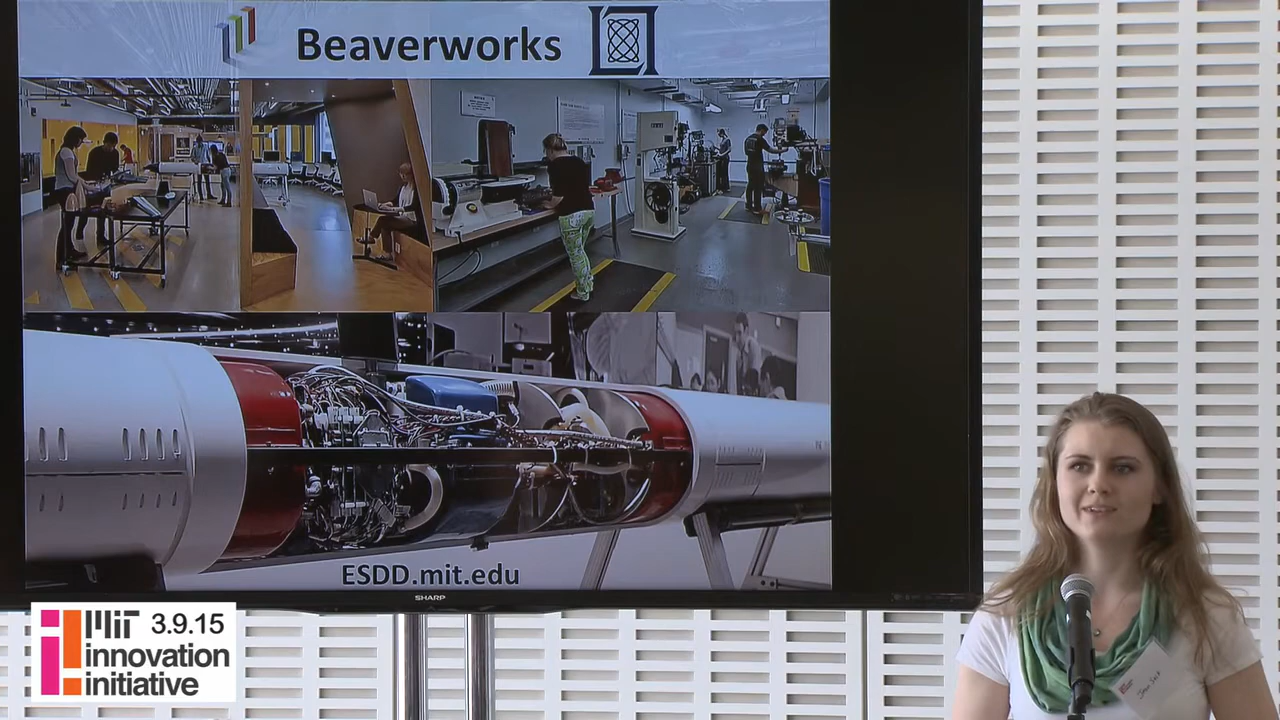 Beaverworks
ESDD.mit.edu
SHARP
MIT 3.9.15
innovation
initiative